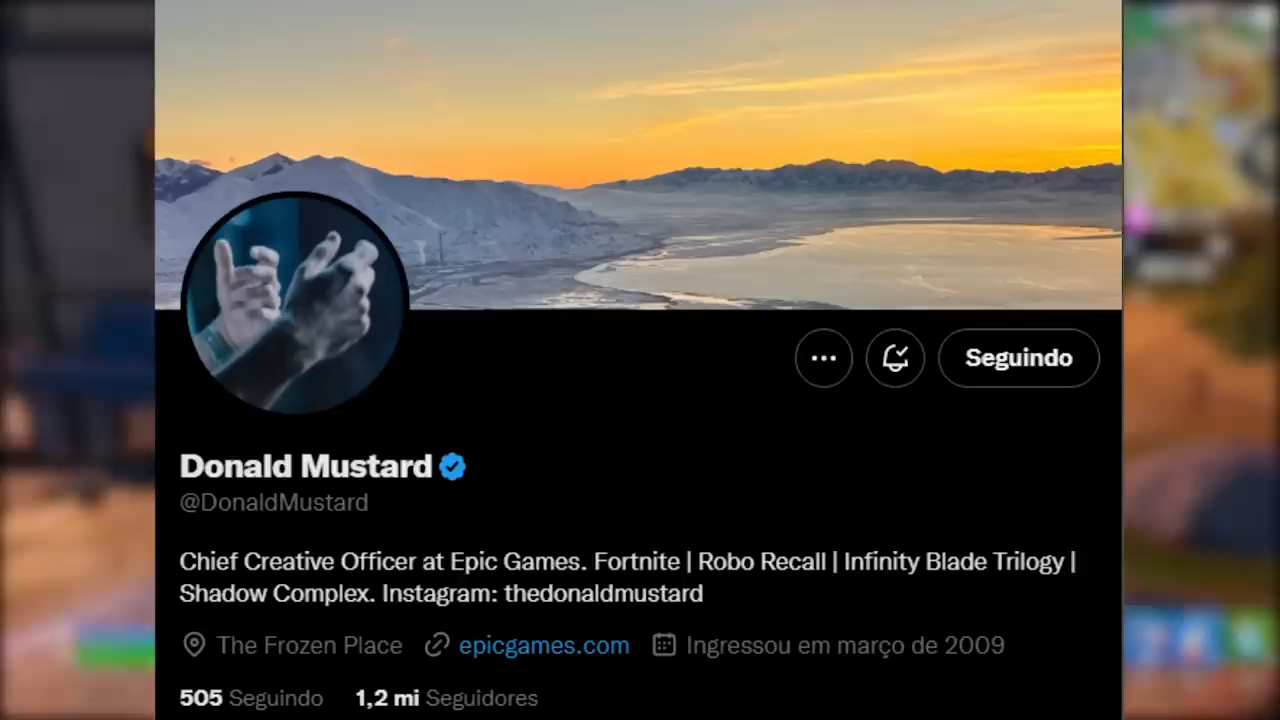 Seguindo
Donald Mustard
@DonaldMustard
Chief Creative Officer at Epic Games. Fortnite | Robo Recall | Infinity Blade Trilogy |
Shadow Complex. Instagram: thedonaldmustard
The Frozen Place epicgames.com Ingressou em março de 2009
505 Seguindo 1,2 mi Seguidores